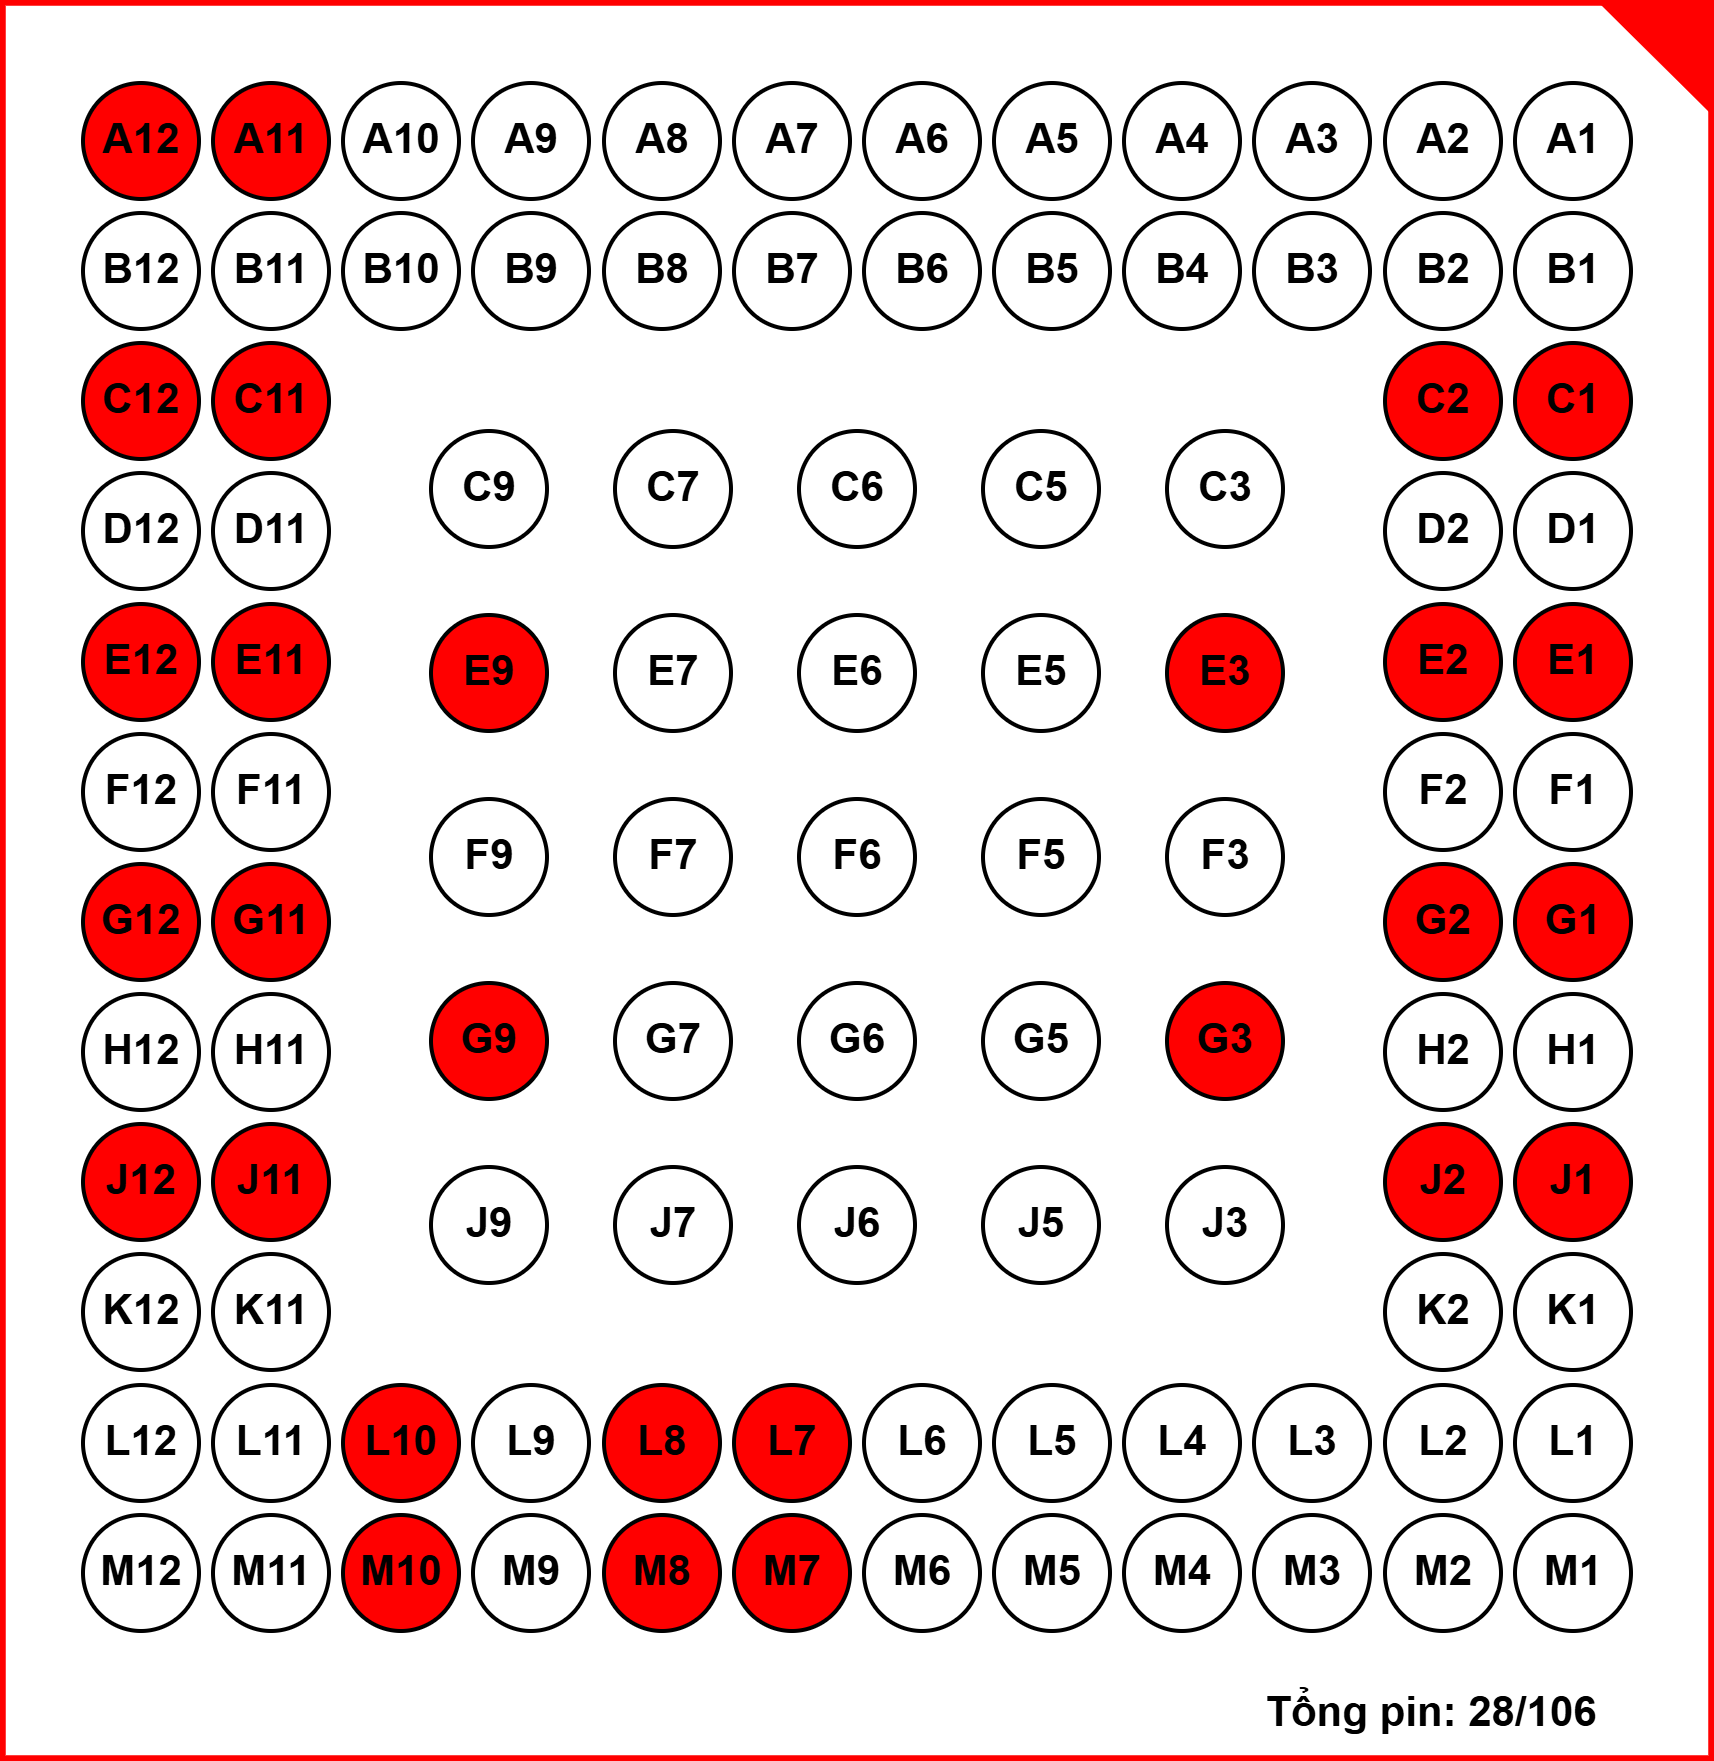 A12 A11 A10 A9 A8 A7 A6 A5 A4 A3 A2 A1
B12 B11 B10 B9 B8 B7 B6 B5 B4 B3 B2 B1
C12 C11 C2 C1
C9 C7 C6 C5 C3
D12 D11 D2 D1
E12 E11 E2 E1
E9 E7 E6 E5 E3
F12 F11 F2 F1
F9 F7 F6 F5 F3
G12 G11 G2 G1
G9 G7 G6 G5 G3
H12 H11 H2 H1
J12 J11 J2 J1
J9 J7 J6 J5 J3
K12 K11 K2 K1
L12 L11 L10 L9 L8 L7 L6 L5 L4 L3 L2 L1
M12 M11 M10 M9 M8 M7 M6 M5 M4 M3 M2 M1
Tổng pin: 28/106